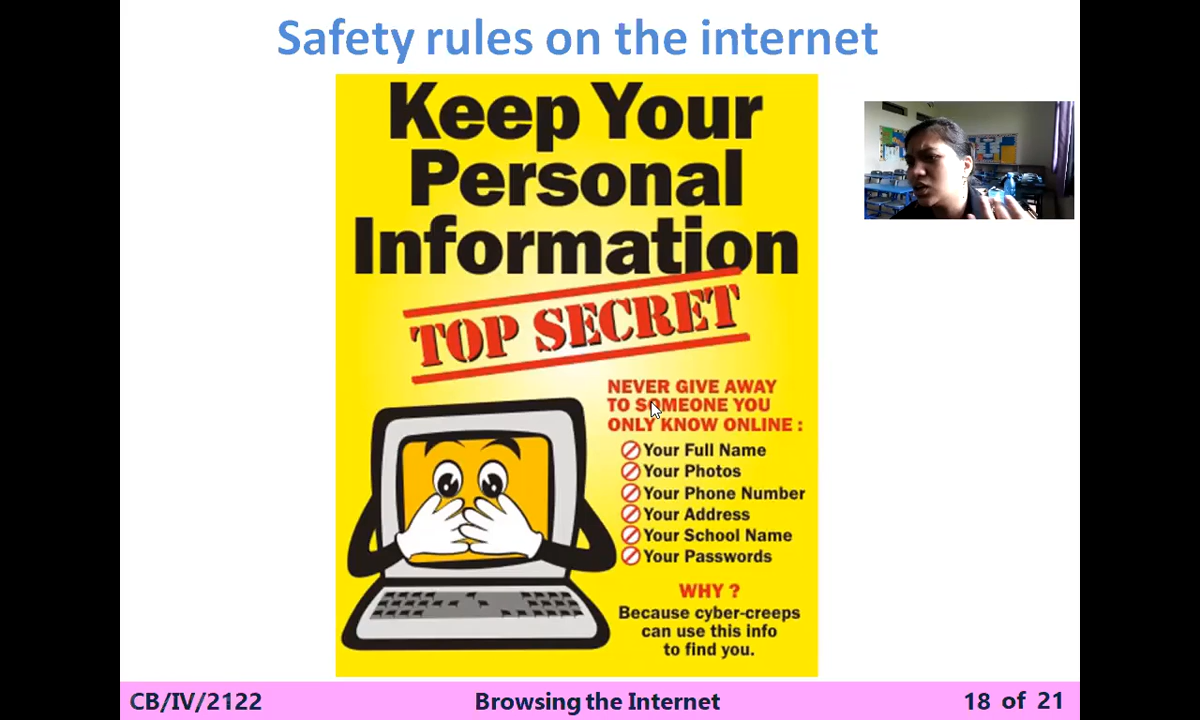 Safety rules on the internet
Keep Your
Personal
Information
TOP SECRET
NEVER GIVE AWAY
TO SOMEONE YOU
ONLY KNOW ONLINE :
Your Full Name
Your Photos
Your Phone Number
Your Address
Your School Name
Your Passwords
WHY ?
Because cyber-creeps
can use this info
to find you.
CB/IV/2122
Browsing the Internet
18 of 21